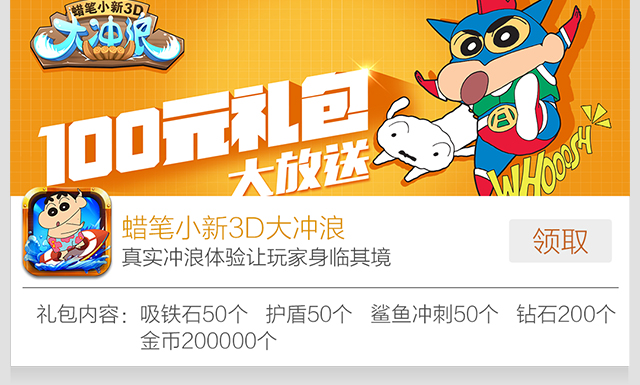 蜡笔小新3D
大冲浪
100元礼包
大放送
WHOOOSH
蜡笔小新3D大冲浪
真实冲浪体验让玩家身临其境
领取
礼包内容：吸铁石50个 护盾50个 鲨鱼冲刺50个 钻石200个
金币200000个